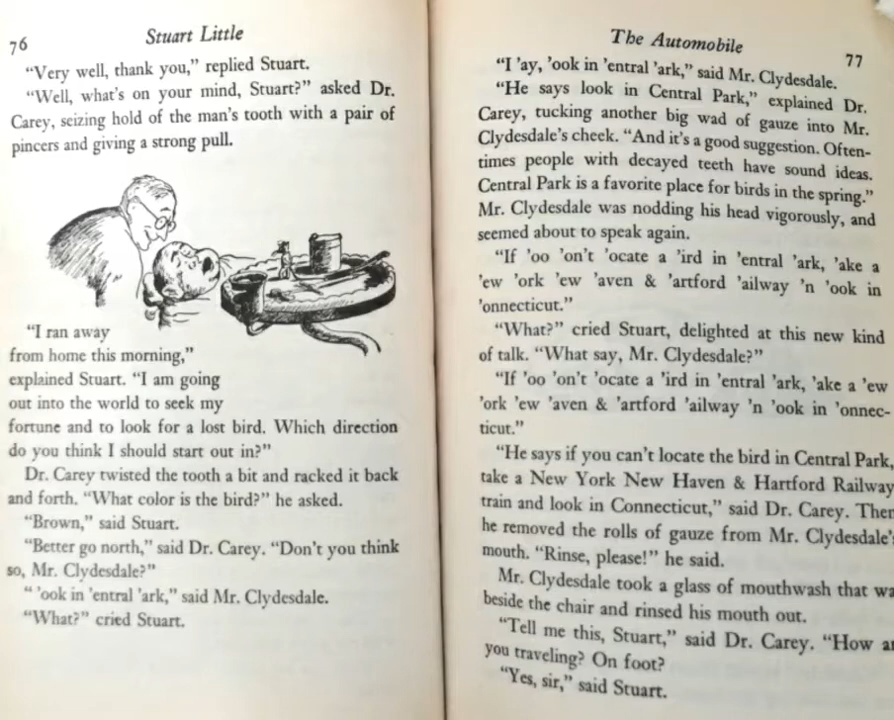 76
Stuart Little
“Very well, thank you,” replied Stuart.
“Well, what's on your mind, Stuart?” asked Dr.
Carey, seizing hold of the man's tooth with a pair of
pincers and giving a strong pull.
“I ran away
from home this morning,”
explained Stuart. “I am going
out into the world to seek my
fortune and to look for a lost bird. Which direction
do you think I should start out in?”
Dr. Carey twisted the tooth a bit and racked it back
and forth. “What color is the bird?” he asked.
“Brown,” said Stuart.
“Better go north,” said Dr. Carey. “Don't you think
so, Mr. Clydesdale?”
“ 'ook in 'entral 'ark,” said Mr. Clydesdale.
“What?” cried Stuart.
The Automobile
77
“I 'ay, 'ook in 'entral 'ark,” said Mr. Clydesdale.
“He says look in Central Park,” explained Dr.
Carey, tucking another big wad of gauze into Mr.
Clydesdale's cheek. “And it's a good suggestion. Often-
times people with decayed teeth have sound ideas.
Central Park is a favorite place for birds in the spring.”
Mr. Clydesdale was nodding his head vigorously, and
seemed about to speak again.
“If 'oo 'on't 'ocate a 'ird in 'entral 'ark, 'ake a
'ew 'ork 'ew 'aven & 'artford 'ailway 'n 'ook in
'onnecticut.”
“What?” cried Stuart, delighted at this new kind
of talk. “What say, Mr. Clydesdale?”
“If 'oo 'on't 'ocate a 'ird in 'entral 'ark, 'ake a 'ew
'ork 'ew 'aven & 'artford 'ailway 'n 'ook in 'onnec-
ticut.”
“He says if you can't locate the bird in Central Park,
take a New York New Haven & Hartford Railway
train and look in Connecticut,” said Dr. Carey. Then
he removed the rolls of gauze from Mr. Clydesdale's
mouth. “Rinse, please!” he said.
Mr. Clydesdale took a glass of mouthwash that wa
beside the chair and rinsed his mouth out.
“Tell me this, Stuart,” said Dr. Carey. “How ar
you traveling? On foot?
“Yes, sir,” said Stuart.